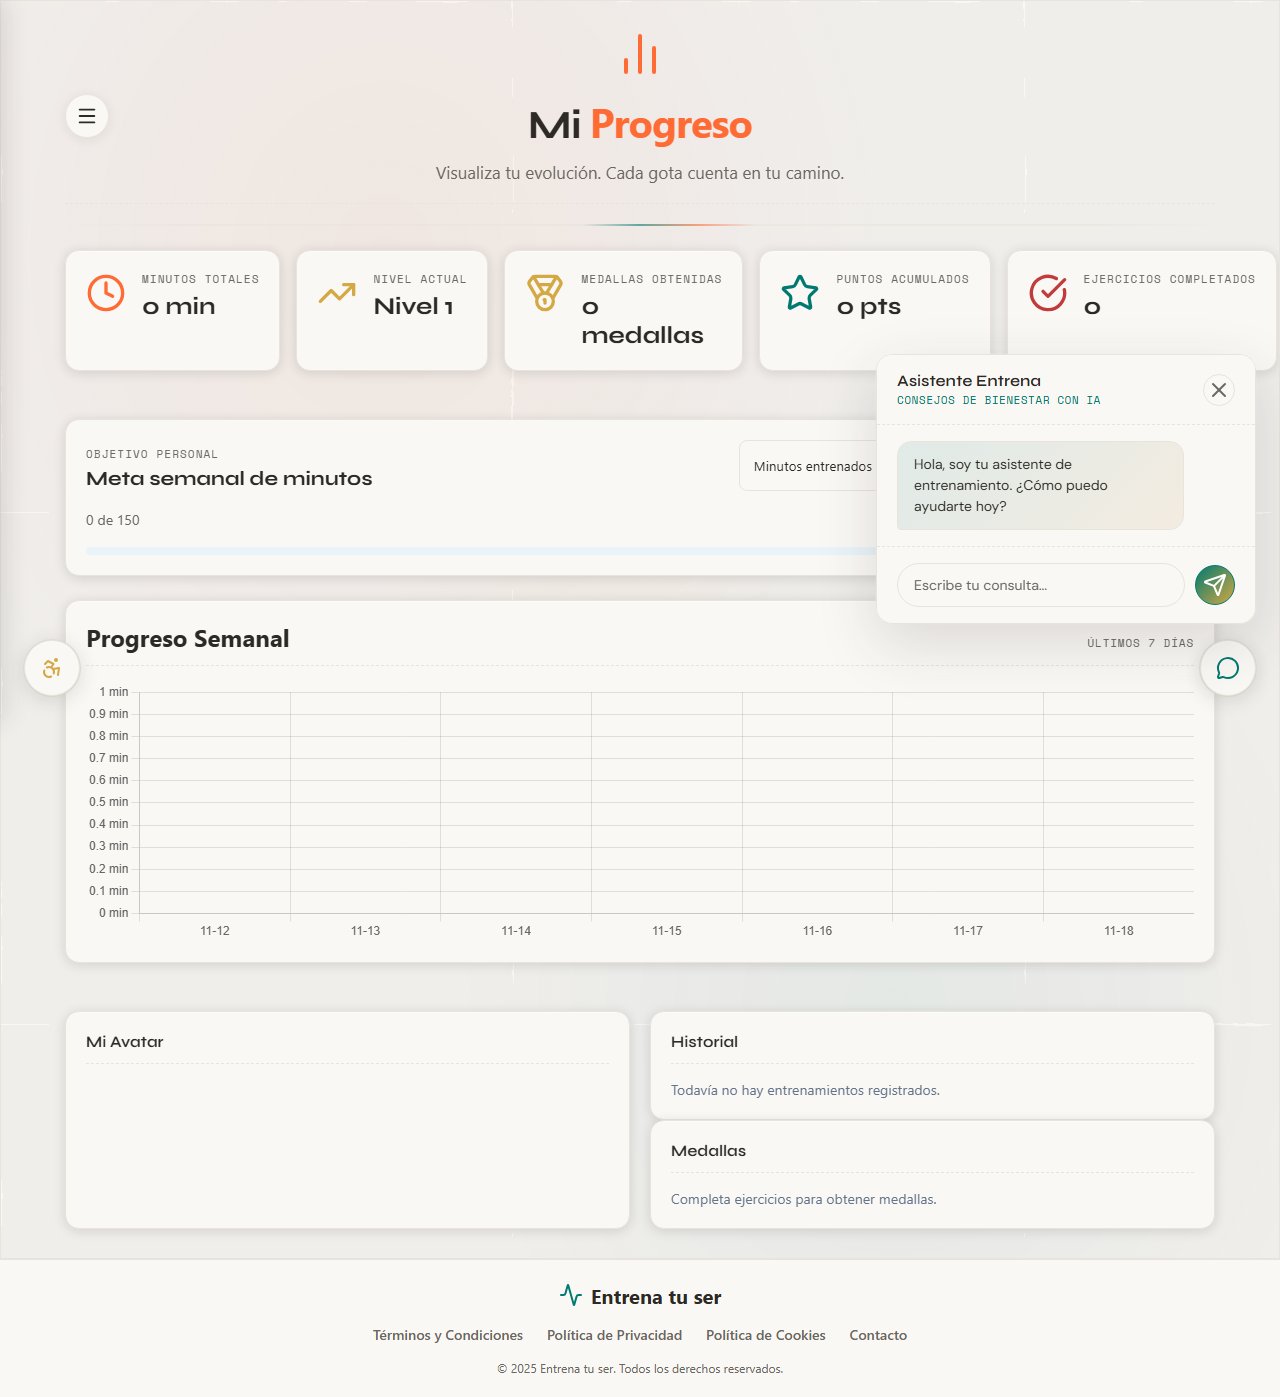 Mi Progreso
Visualiza tu evolución. Cada gota cuenta en tu camino.
MINUTOS TOTALES
0 min
NIVEL ACTUAL
Nivel 1
MEDALLAS OBTENIDAS
0
medallas
PUNTOS ACUMULADOS
0 pts
EJERCICIOS COMPLETADOS
0
OBJETIVO PERSONAL
Meta semanal de minutos
Minutos entrenados
0 de 150
Asistente Entrena
CONSEJOS DE BIENESTAR CON IA
Hola, soy tu asistente de
entrenamiento. ¿Cómo puedo
ayudarte hoy?
Escribe tu consulta...
Progreso Semanal
ÚLTIMOS 7 DÍAS
1 min
0.9 min
0.8 min
0.7 min
0.6 min
0.5 min
0.4 min
0.3 min
0.2 min
0.1 min
0 min
11-12
11-13
11-14
11-15
11-16
11-17
11-18
Mi Avatar
Historial
Todavía no hay entrenamientos registrados.
Medallas
Completa ejercicios para obtener medallas.
Entrena tu ser
Términos y Condiciones
Política de Privacidad
Política de Cookies
Contacto
© 2025 Entrena tu ser. Todos los derechos reservados.